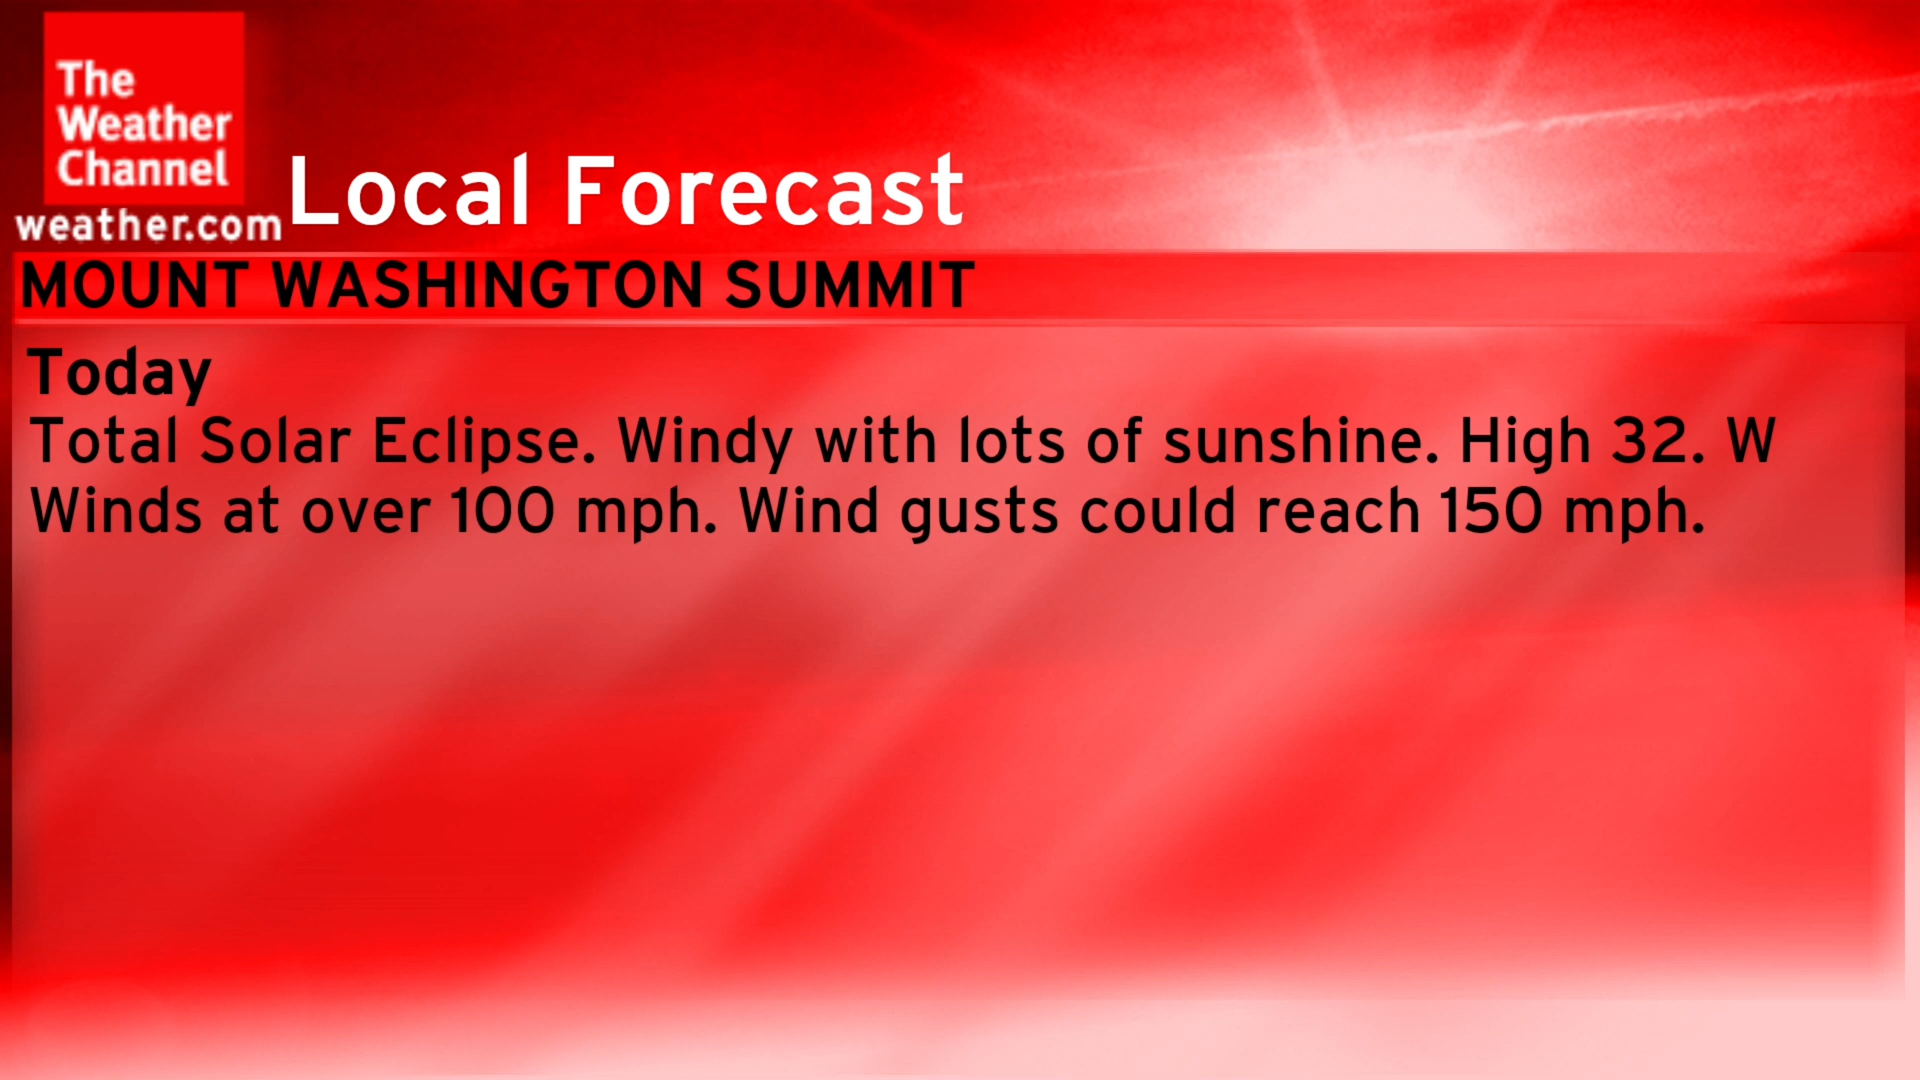 The
Weather
Channel
weather.com
Local Forecast
MOUNT WASHINGTON SUMMIT
Today
Total Solar Eclipse. Windy with lots of sunshine. High 32. W
Winds at over 100 mph. Wind gusts could reach 150 mph.